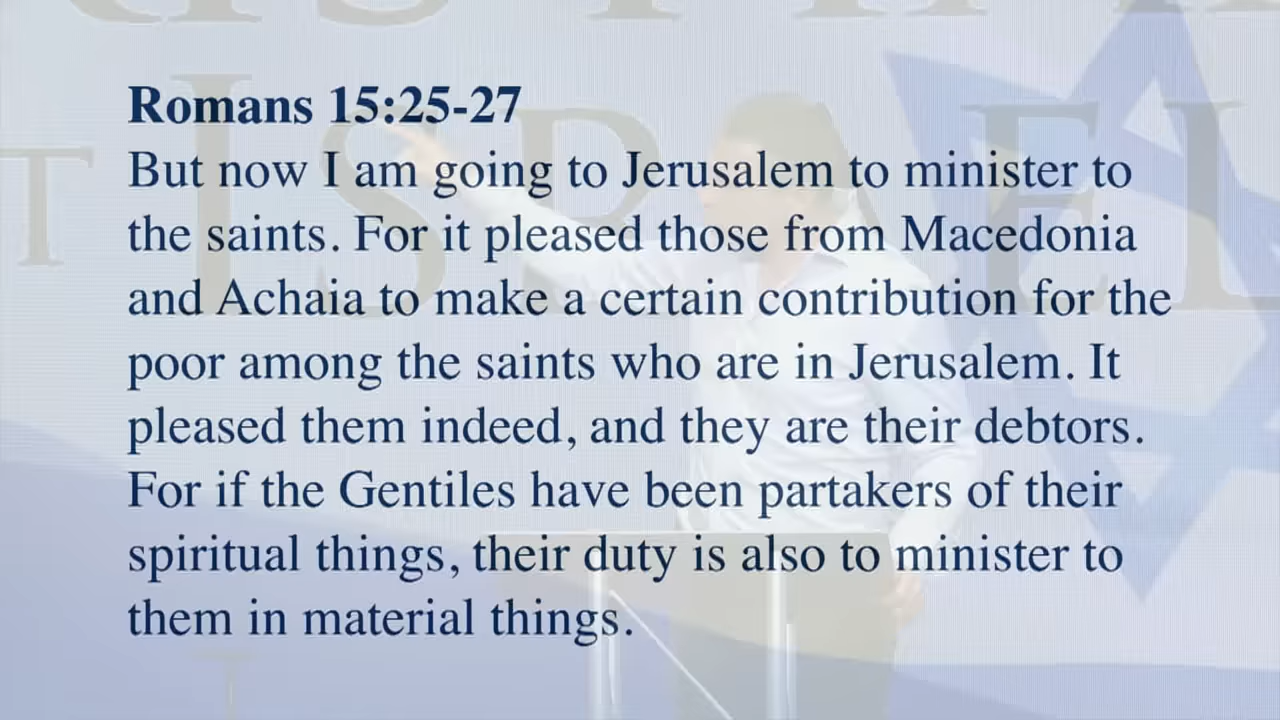 Romans 15:25-27
But now I am going to Jerusalem to minister to
the saints. For it pleased those from Macedonia
and Achaia to make a certain contribution for the
poor among the saints who are in Jerusalem. It
pleased them indeed, and they are their debtors.
For if the Gentiles have been partakers of their
spiritual things, their duty is also to minister to
them in material things.
ISRAEL